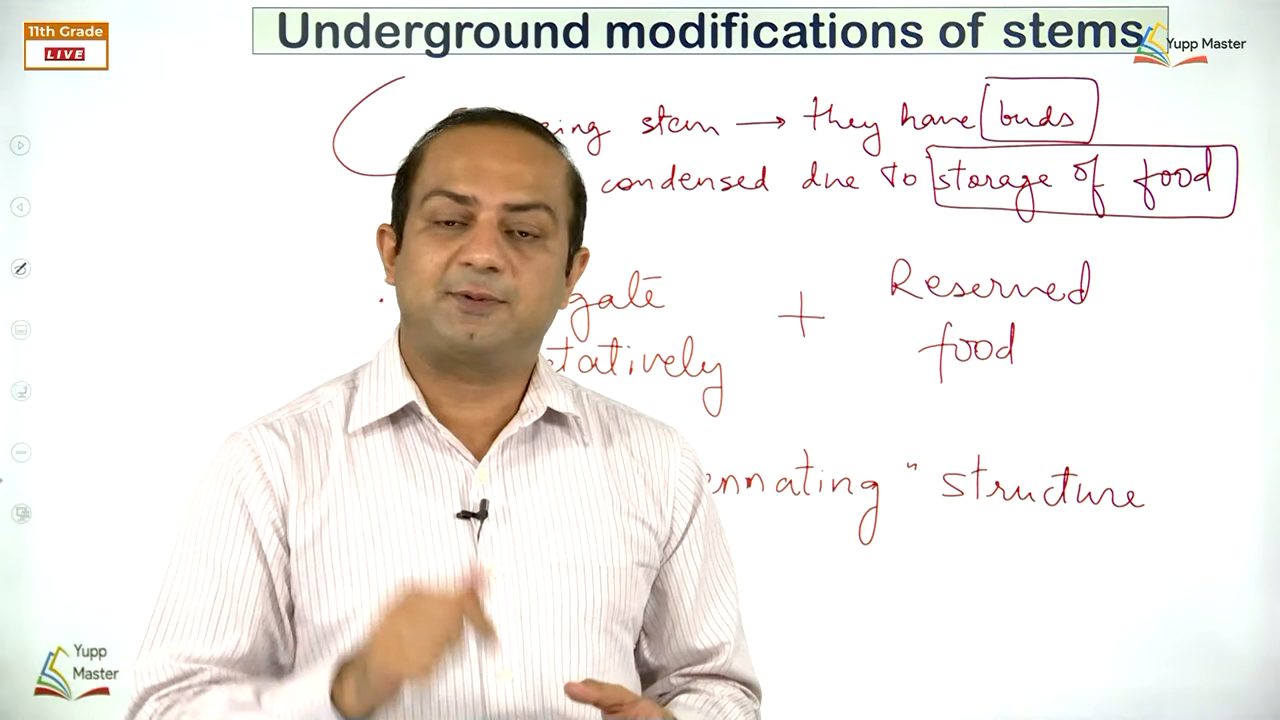 11th Grade
LIVE
Underground modifications of stems
Yupp Master
stem → they have buds
condensed due to storage of food
+ Reserved
food
structure
Yupp
Master